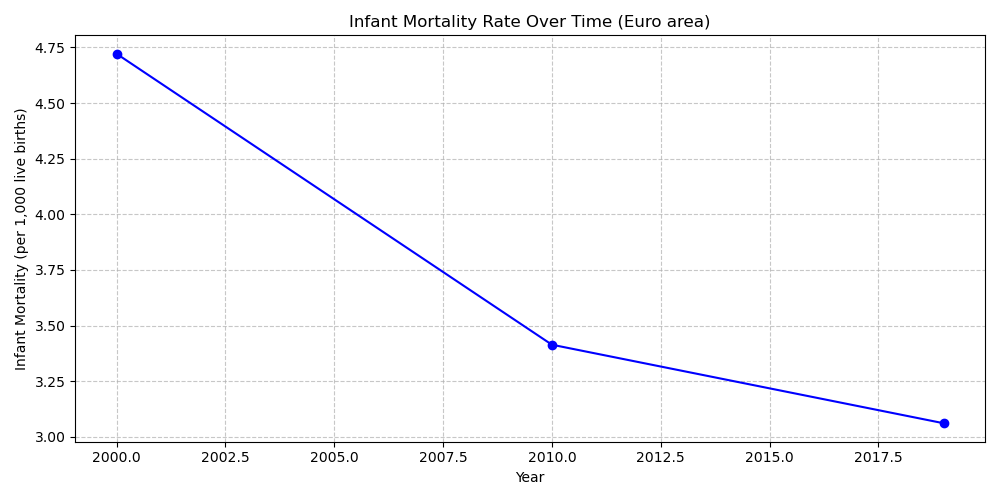 Infant Mortality Rate Over Time (Euro area)
Infant Mortality (per 1,000 live births)
4.75
4.50
4.25
4.00
3.75
3.50
3.25
3.00
2000.0 2002.5 2005.0 2007.5 2010.0 2012.5 2015.0 2017.5
Year